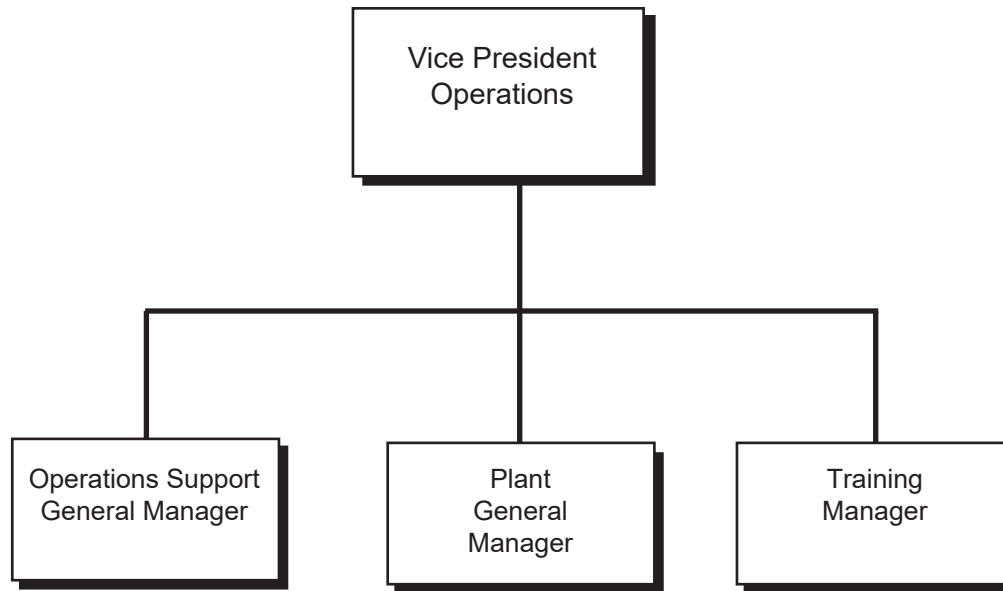 Vice President
Operations
Operations Support
General Manager
Plant
General
Manager
Training
Manager